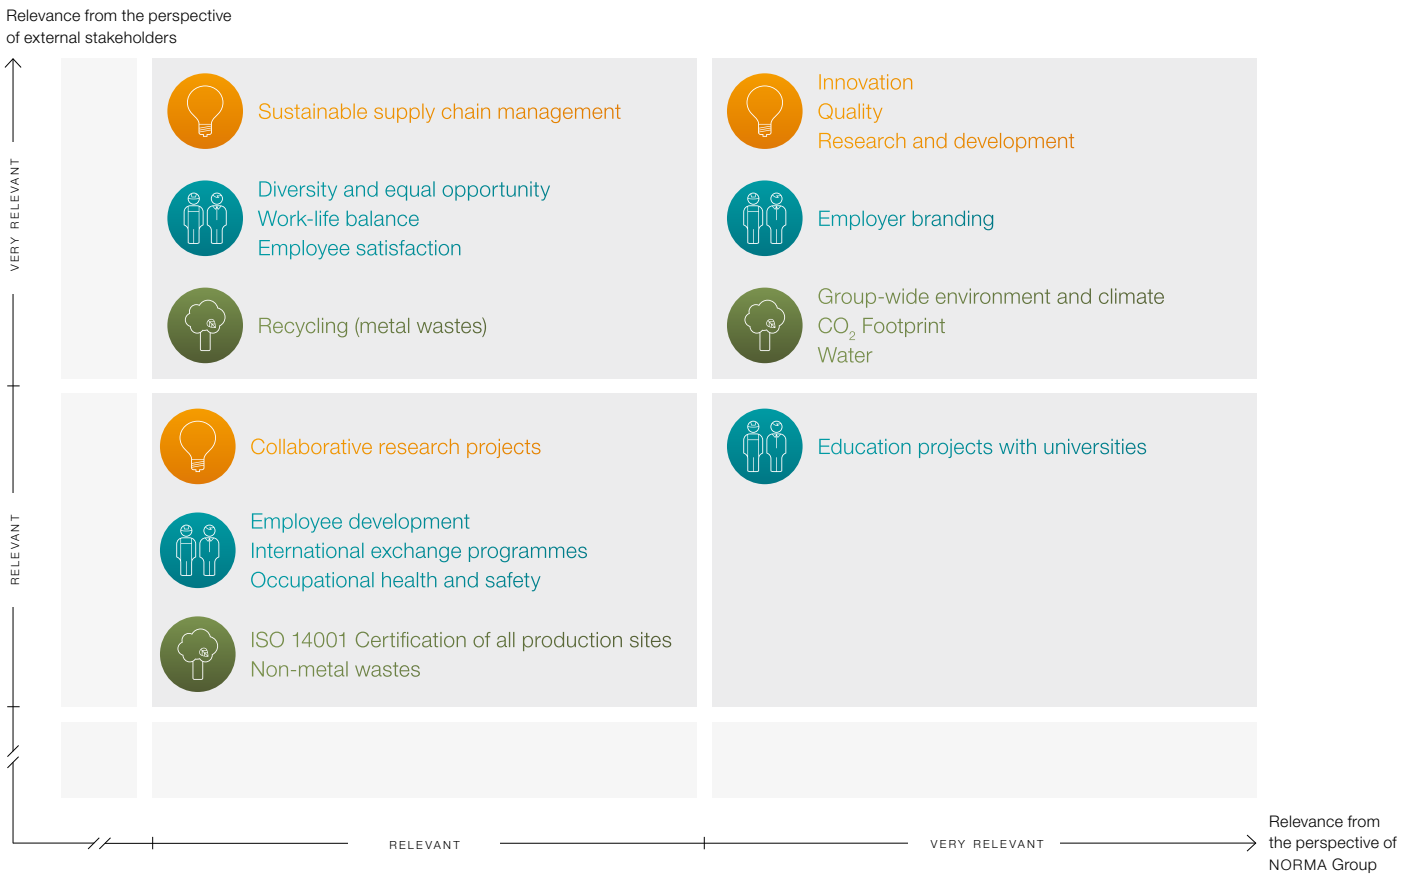 Relevance from the perspective
of external stakeholders
VERY RELEVANT
Sustainable supply chain management
Diversity and equal opportunity
Work-life balance
Employee satisfaction
Recycling (metal wastes)
Innovation
Quality
Research and development
Employer branding
Group-wide environment and climate
CO₂ Footprint
Water
RELEVANT
Collaborative research projects
Employee development
International exchange programmes
Occupational health and safety
ISO 14001 Certification of all production sites
Non-metal wastes
Education projects with universities
RELEVANT
VERY RELEVANT
Relevance from
the perspective of
NORMA Group